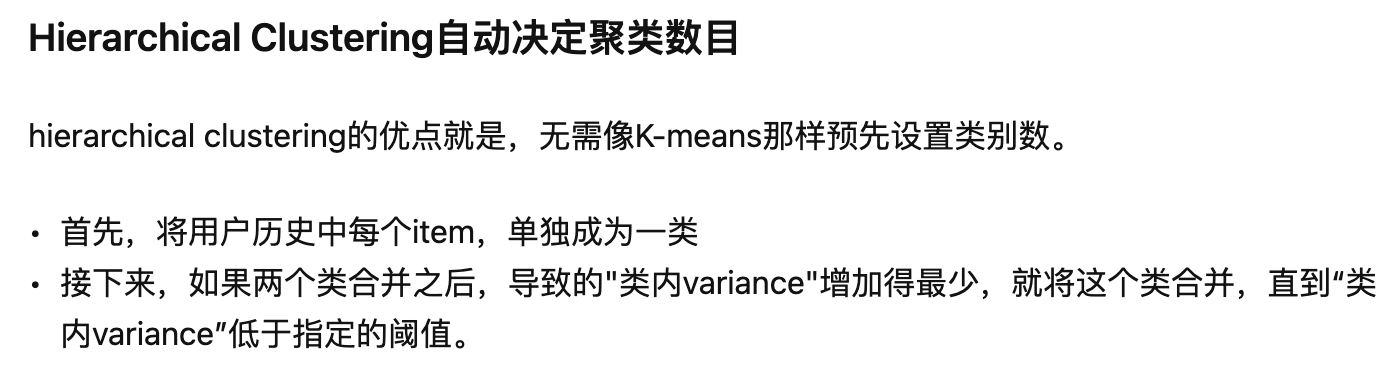 Hierarchical Clustering自动决定聚类数目
hierarchical clustering的优点就是，无需像K-means那样预先设置类别数。
• 首先，将用户历史中每个item，单独成为一类
• 接下来，如果两个类合并之后，导致的"类内variance"增加得最少，就将这个类合并，直到“类
内variance”低于指定的阈值。